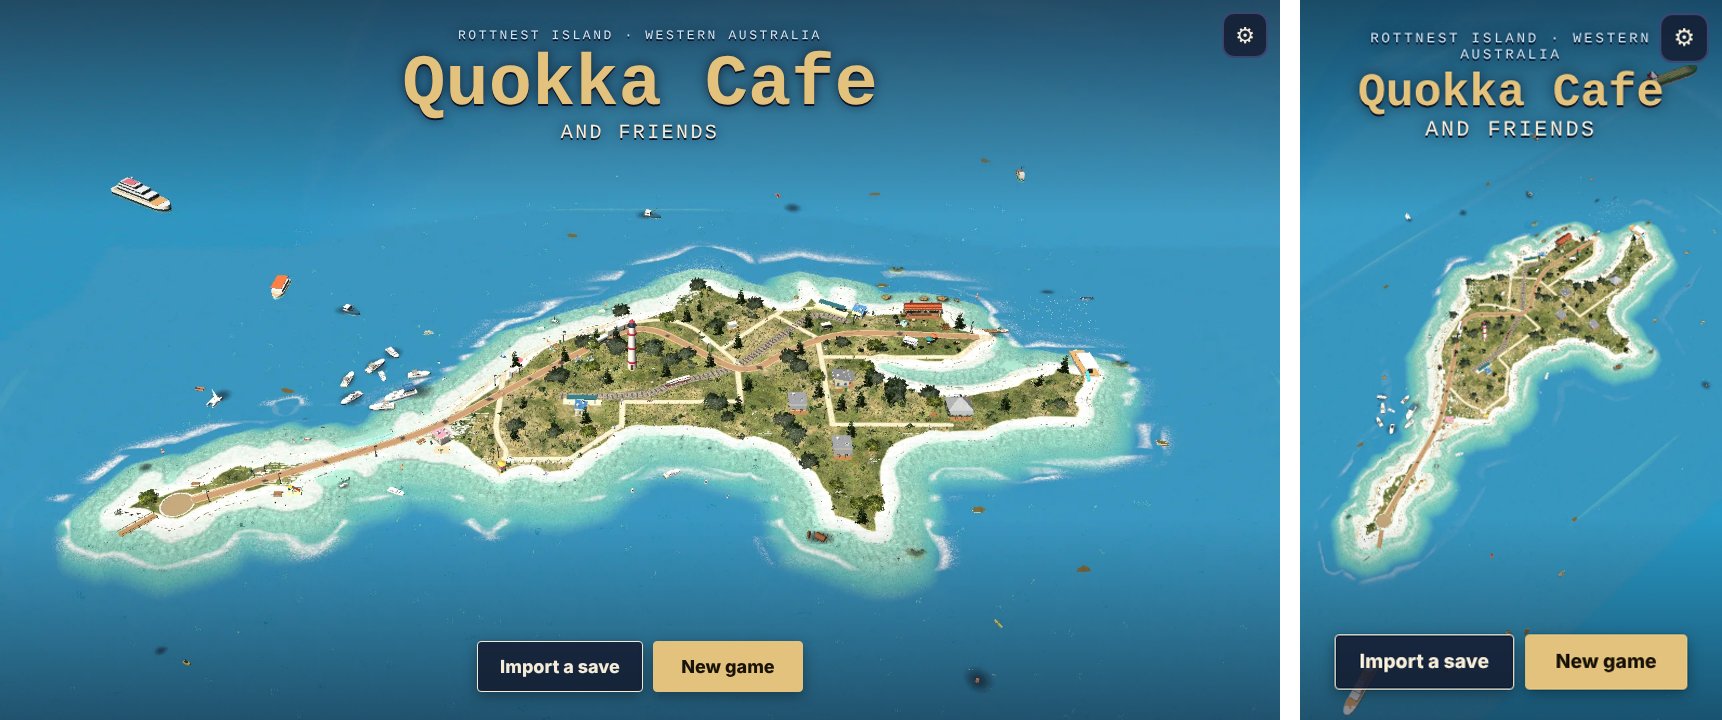 ROTTNEST ISLAND · WESTERN AUSTRALIA
Quokka Cafe
AND FRIENDS
Import a save
New game
ROTTNEST ISLAND · WESTERN
AUSTRALIA
Quokka Cafe
AND FRIENDS
Import a save
New game